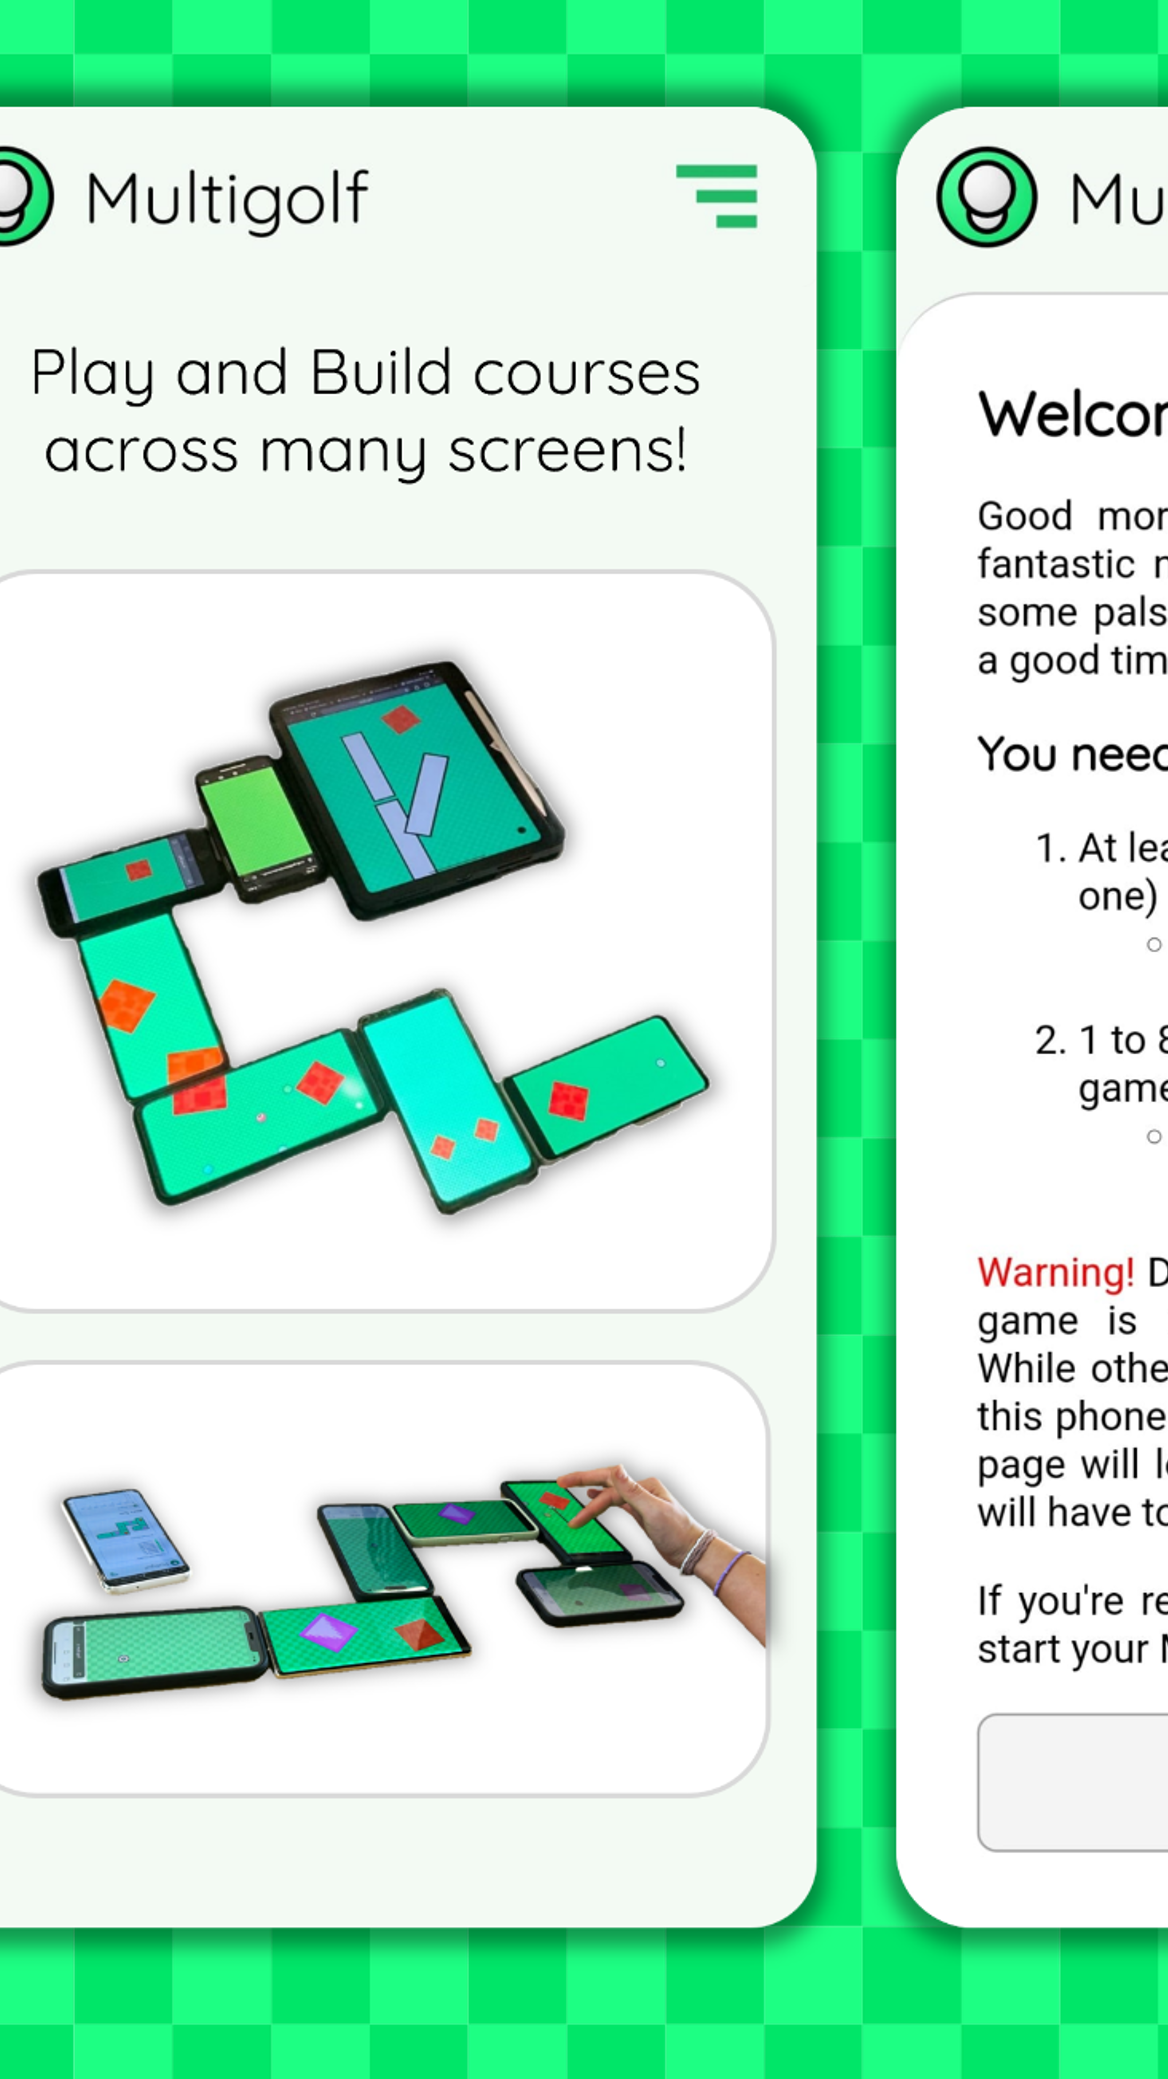 Multigolf
Play and Build courses
across many screens!
Mu
Welcom
Good mor
fantastic
some pals
a good tim
You need
1. At lea
one)
2. 1 to 8
game
Warning! D
game is
While othe
this phone
page will l
will have to
If you're re
start your